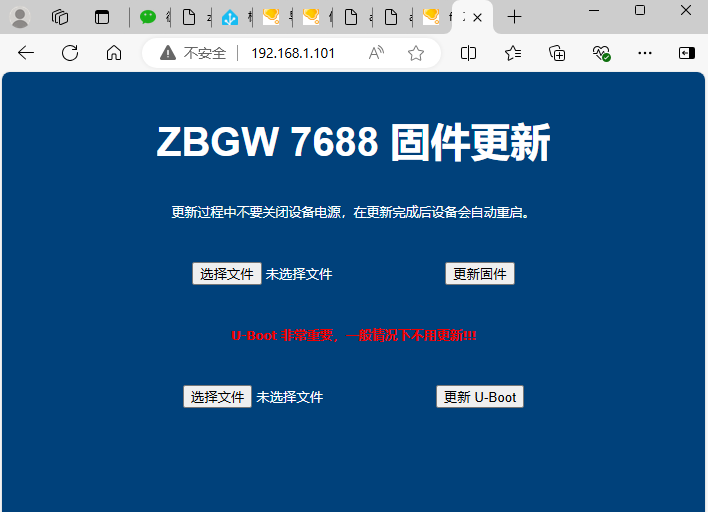 不安全
192.168.1.101
ZBGW 7688 固件更新
更新过程中不要关闭设备电源，在更新完成后设备会自动重启。
选择文件 未选择文件 更新固件
U-Boot 非常重要，一般情况下不用更新!!!
选择文件 未选择文件 更新 U-Boot